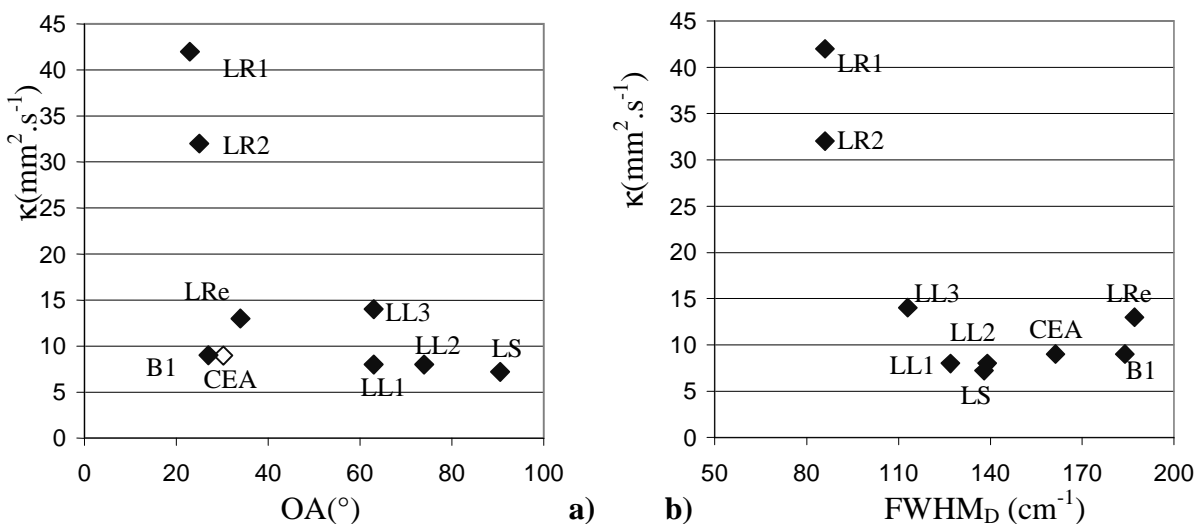 κ(mm².s⁻¹)
45
40
35
30
25
20
15
10
5
0
LR1
LR2
LRe
LL3
B1
CEA
LL1
LL2
LS
0 20 40 60 80 100
OA(°)
a)
κ(mm².s⁻¹)
45
40
35
30
25
20
15
10
5
0
LR1
LR2
LL3
LRe
LL2
CEA
LL1
LS
B1
50 80 110 140 170 200
b)
FWHM_D (cm⁻¹)